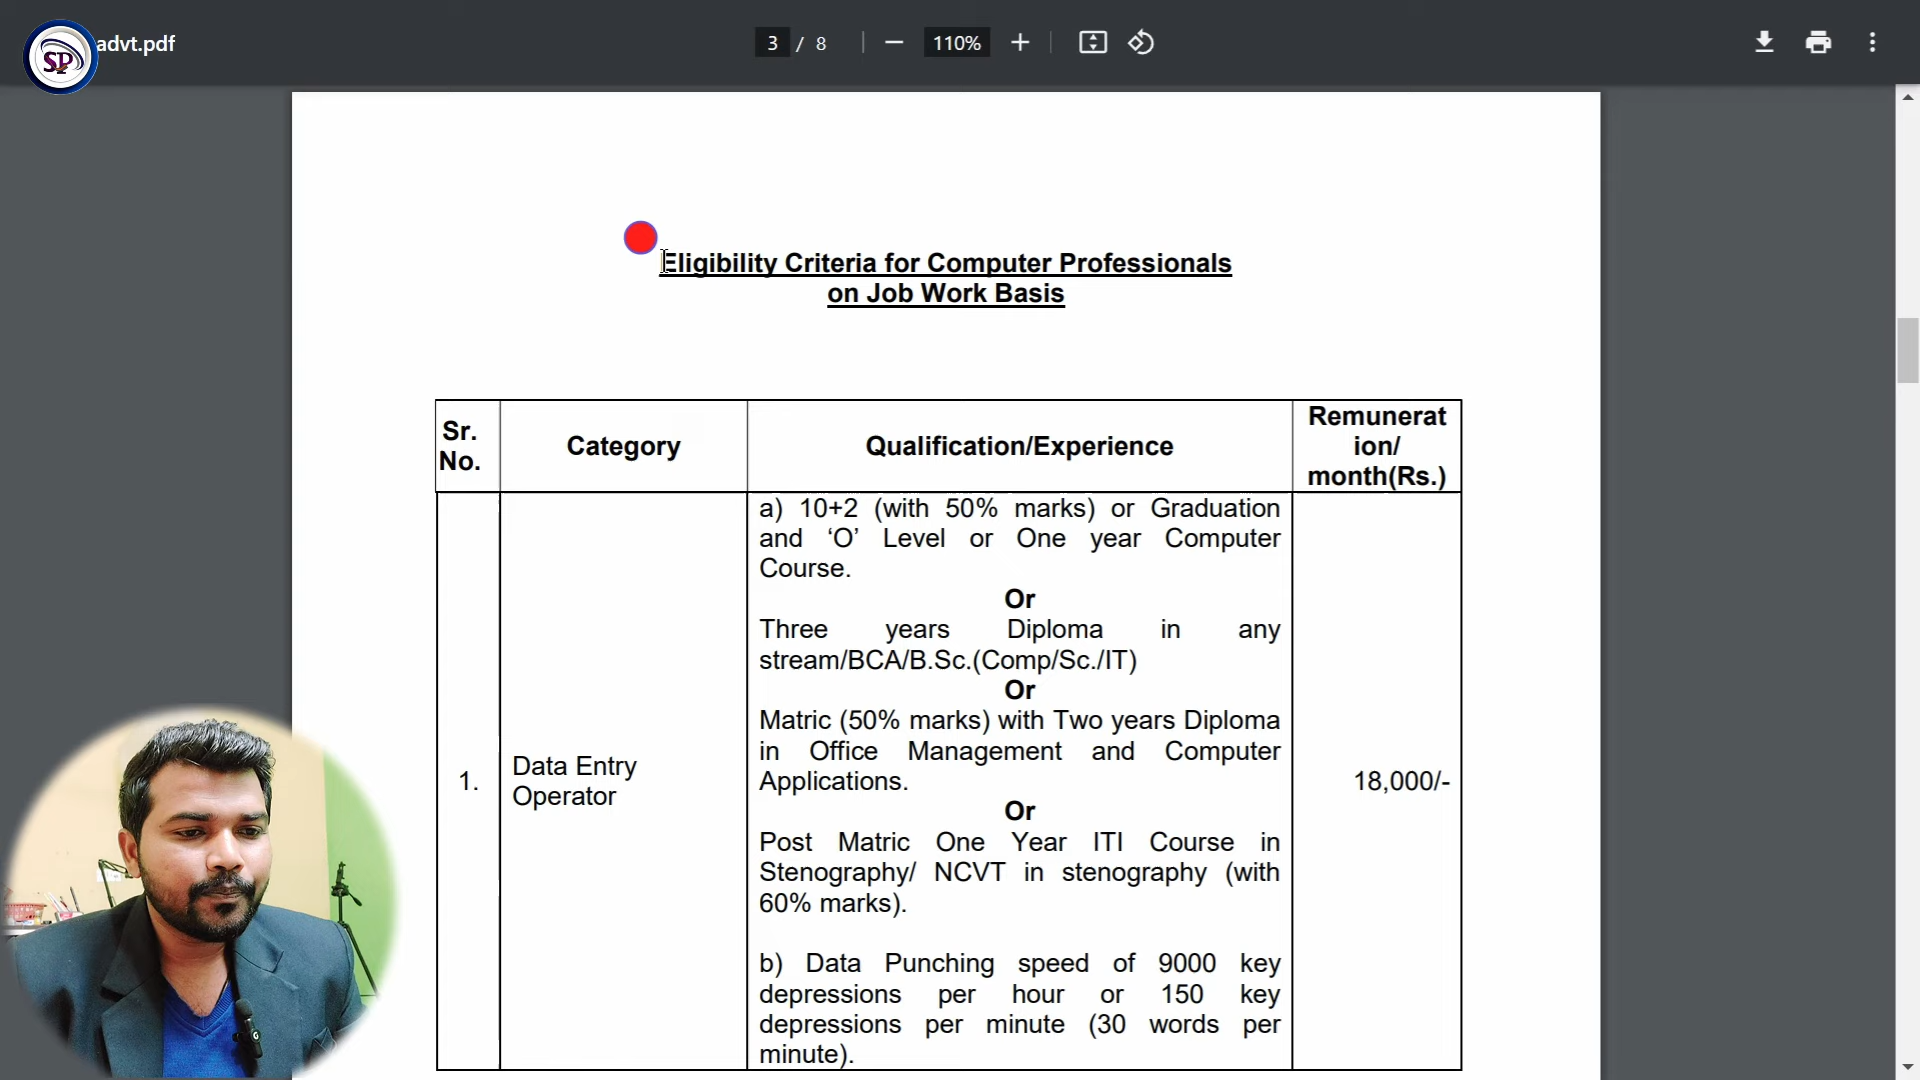 SP
advt.pdf
3 / 8
110%
Eligibility Criteria for Computer Professionals
on Job Work Basis
Sr.
No.
Category
Qualification/Experience
Remunerat
ion/
month(Rs.)
1.
Data Entry
Operator
a) 10+2 (with 50% marks) or Graduation
and ‘O’ Level or One year Computer
Course.
Or
Three years Diploma in any
stream/BCA/B.Sc.(Comp/Sc./IT)
Or
Matric (50% marks) with Two years Diploma
in Office Management and Computer
Applications.
Or
Post Matric One Year ITI Course in
Stenography/ NCVT in stenography (with
60% marks).
b) Data Punching speed of 9000 key
depressions per hour or 150 key
depressions per minute (30 words per
minute).
18,000/-